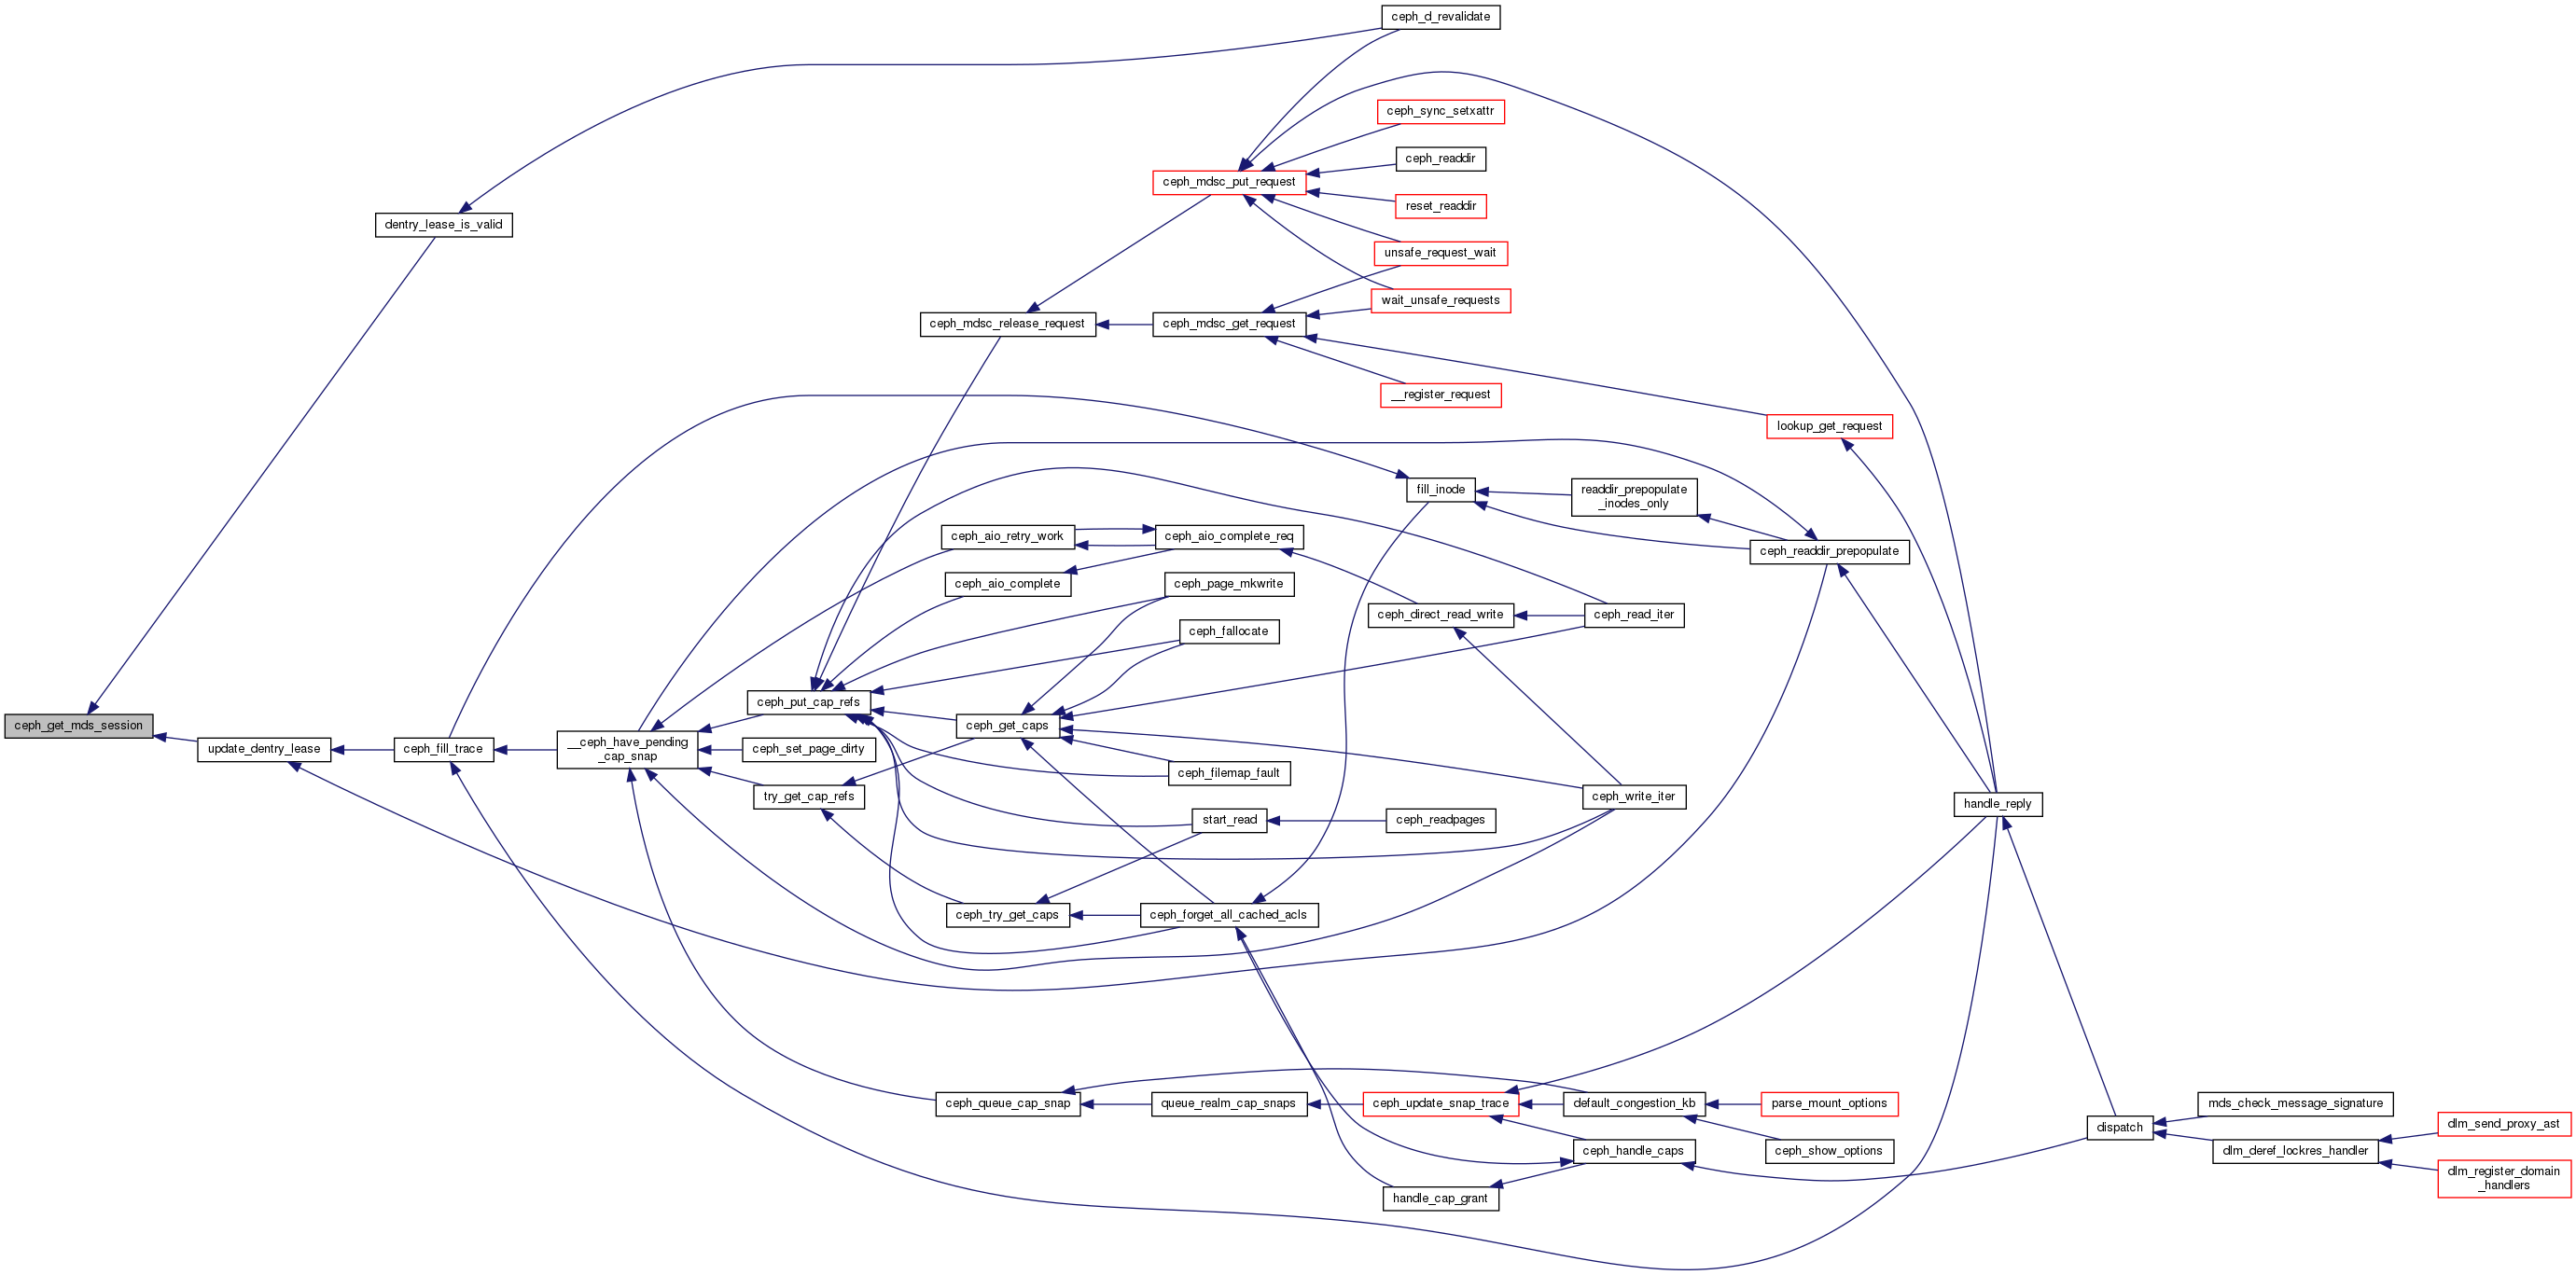 ceph_d_revalidate
ceph_sync_setxattr
ceph_readdir
ceph_mdsc_put_request
reset_readdir
dentry_lease_is_valid
unsafe_request_wait
wait_unsafe_requests
ceph_mdsc_release_request
ceph_mdsc_get_request
__register_request
lookup_get_request
fill_inode
readdir_prepopulate
_inodes_only
ceph_aio_retry_work
ceph_aio_complete_req
ceph_readdir_prepopulate
ceph_aio_complete
ceph_page_mkwrite
ceph_direct_read_write
ceph_read_iter
ceph_fallocate
ceph_put_cap_refs
ceph_get_mds_session
ceph_get_caps
update_dentry_lease
ceph_fill_trace
__ceph_have_pending
_cap_snap
ceph_set_page_dirty
ceph_filemap_fault
try_get_cap_refs
ceph_write_iter
handle_reply
start_read
ceph_readpages
ceph_try_get_caps
ceph_forget_all_cached_acls
ceph_queue_cap_snap
queue_realm_cap_snaps
ceph_update_snap_trace
default_congestion_kb
parse_mount_options
mds_check_message_signature
dispatch
dlm_send_proxy_ast
ceph_handle_caps
ceph_show_options
dlm_deref_lockres_handler
dlm_register_domain
_handlers
handle_cap_grant